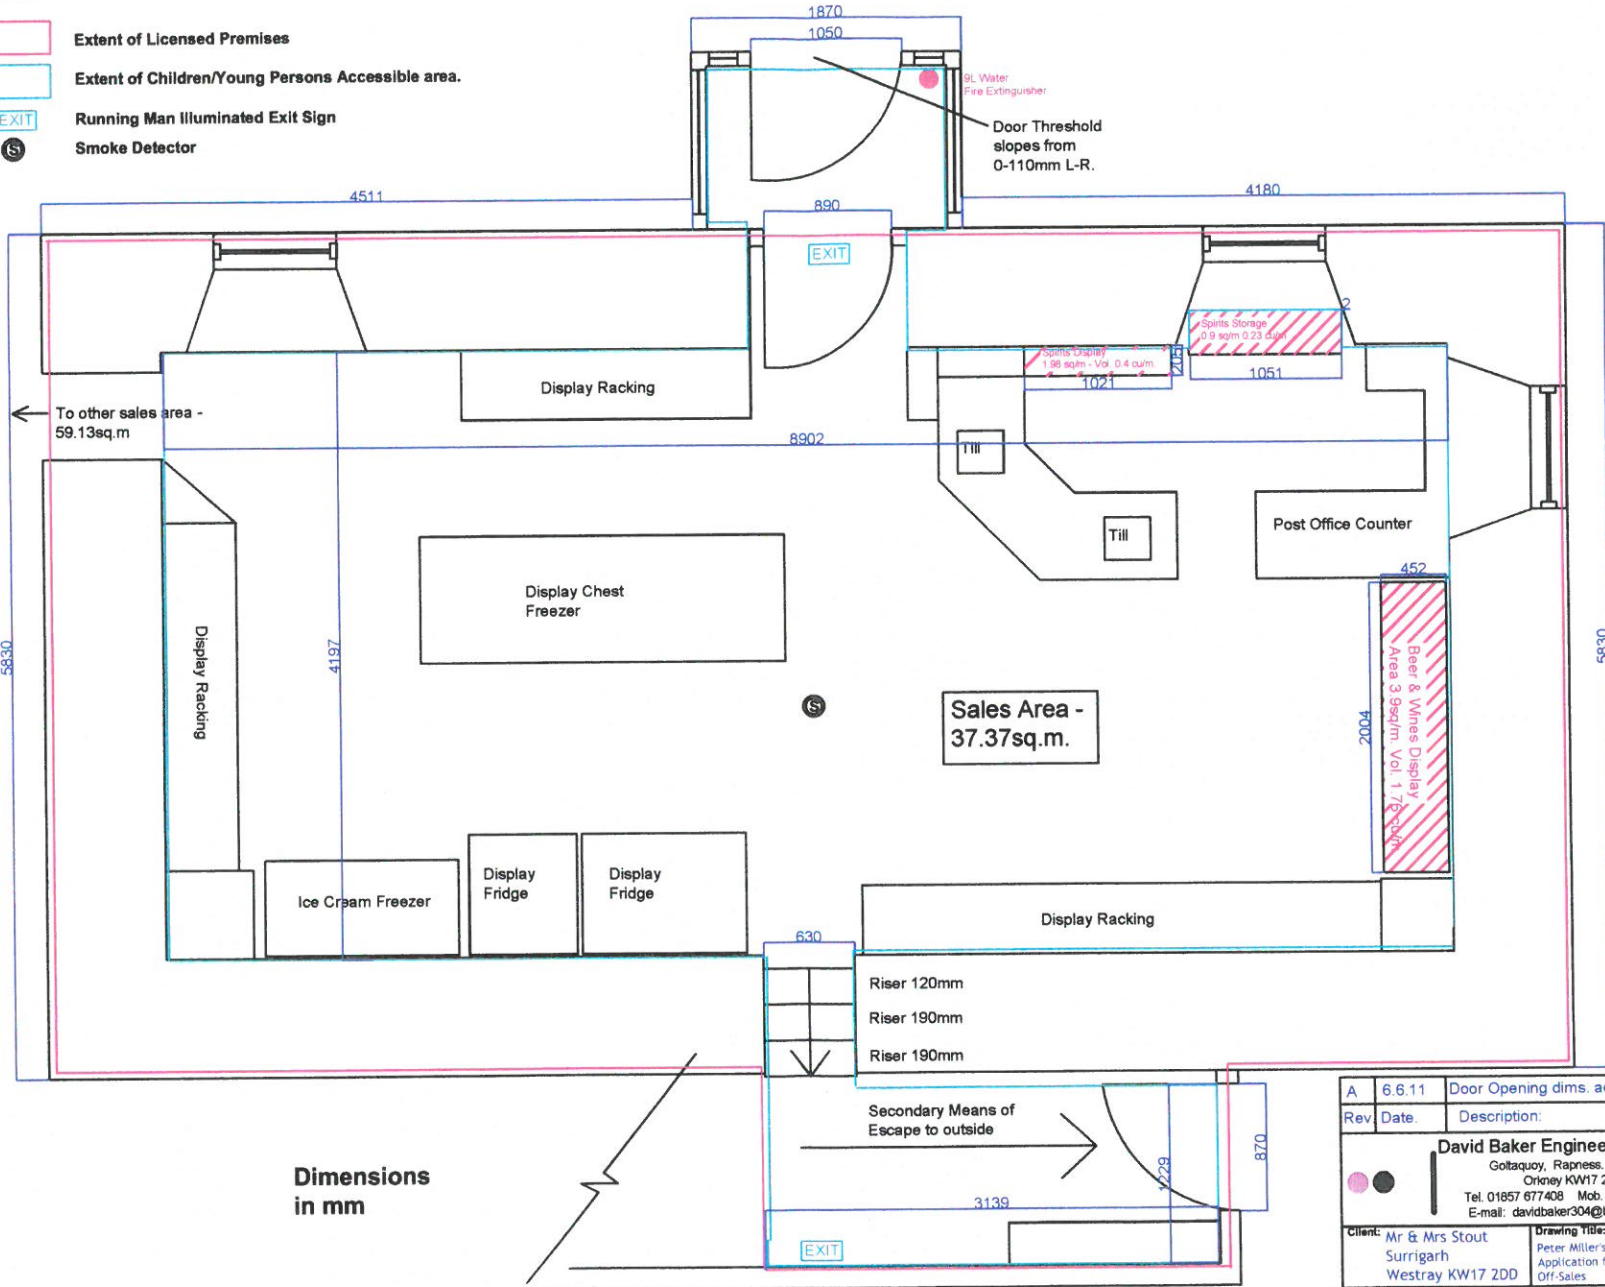 Extent of Licensed Premises
Extent of Children/Young Persons Accessible area.
EXIT
Running Man Illuminated Exit Sign
S
Smoke Detector
1870
1050
9L Water
Fire Extinguisher
Door Threshold
slopes from
0-110mm L-R.
4511
890
4180
EXIT
2
Spirits Storage
0.9 sq/m 0.23 cu/m
Spirits Display
1.98 sq/m - Vol. 0.4 cu/m.
205
1021
1051
Display Racking
To other sales area -
59.13sq.m
8902
Till
Till
Post Office Counter
452
Display Chest
Freezer
Display Racking
4197
5830
5830
S
Sales Area -
37.37sq.m.
2004
Beer & Wines Display
Area 3.9sq/m. Vol. 1.76 cu/m
Ice Cream Freezer
Display
Fridge
Display
Fridge
Display Racking
630
Riser 120mm
Riser 190mm
Riser 190mm
Secondary Means of
Escape to outside
1229
870
3139
EXIT
Dimensions
in mm
A 6.6.11 Door Opening dims.
Rev. Date. Description:
David Baker
Goltaquoy, Rapness.
Orkney KW17
Tel. 01857 677408 Mob.
E-mail: davidbaker304@
Client: Mr & Mrs Stout
Surrigarh
Westray KW17 2DD
Drawing Title:
Peter Miller's
Application
Off-Sales